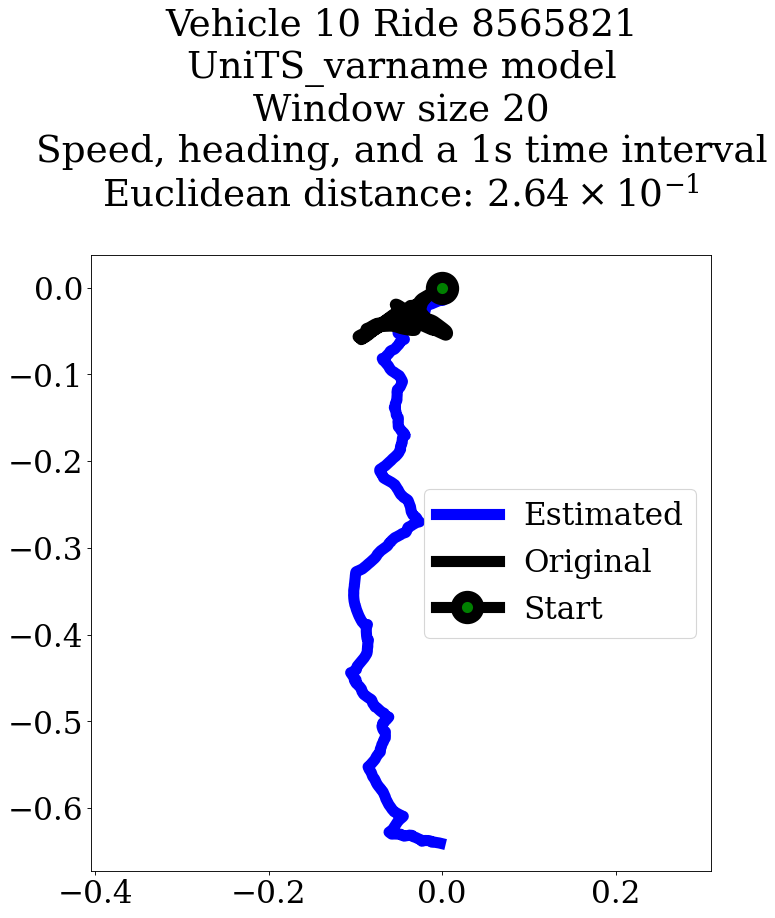 Vehicle 10 Ride 8565821
UniTS_varname model
Window size 20
Speed, heading, and a 1s time interval
Euclidean distance: 2.64 × 10⁻¹
0.0
−0.1
−0.2
−0.3
−0.4
−0.5
−0.6
Estimated
Original
Start
−0.4 −0.2 0.0 0.2